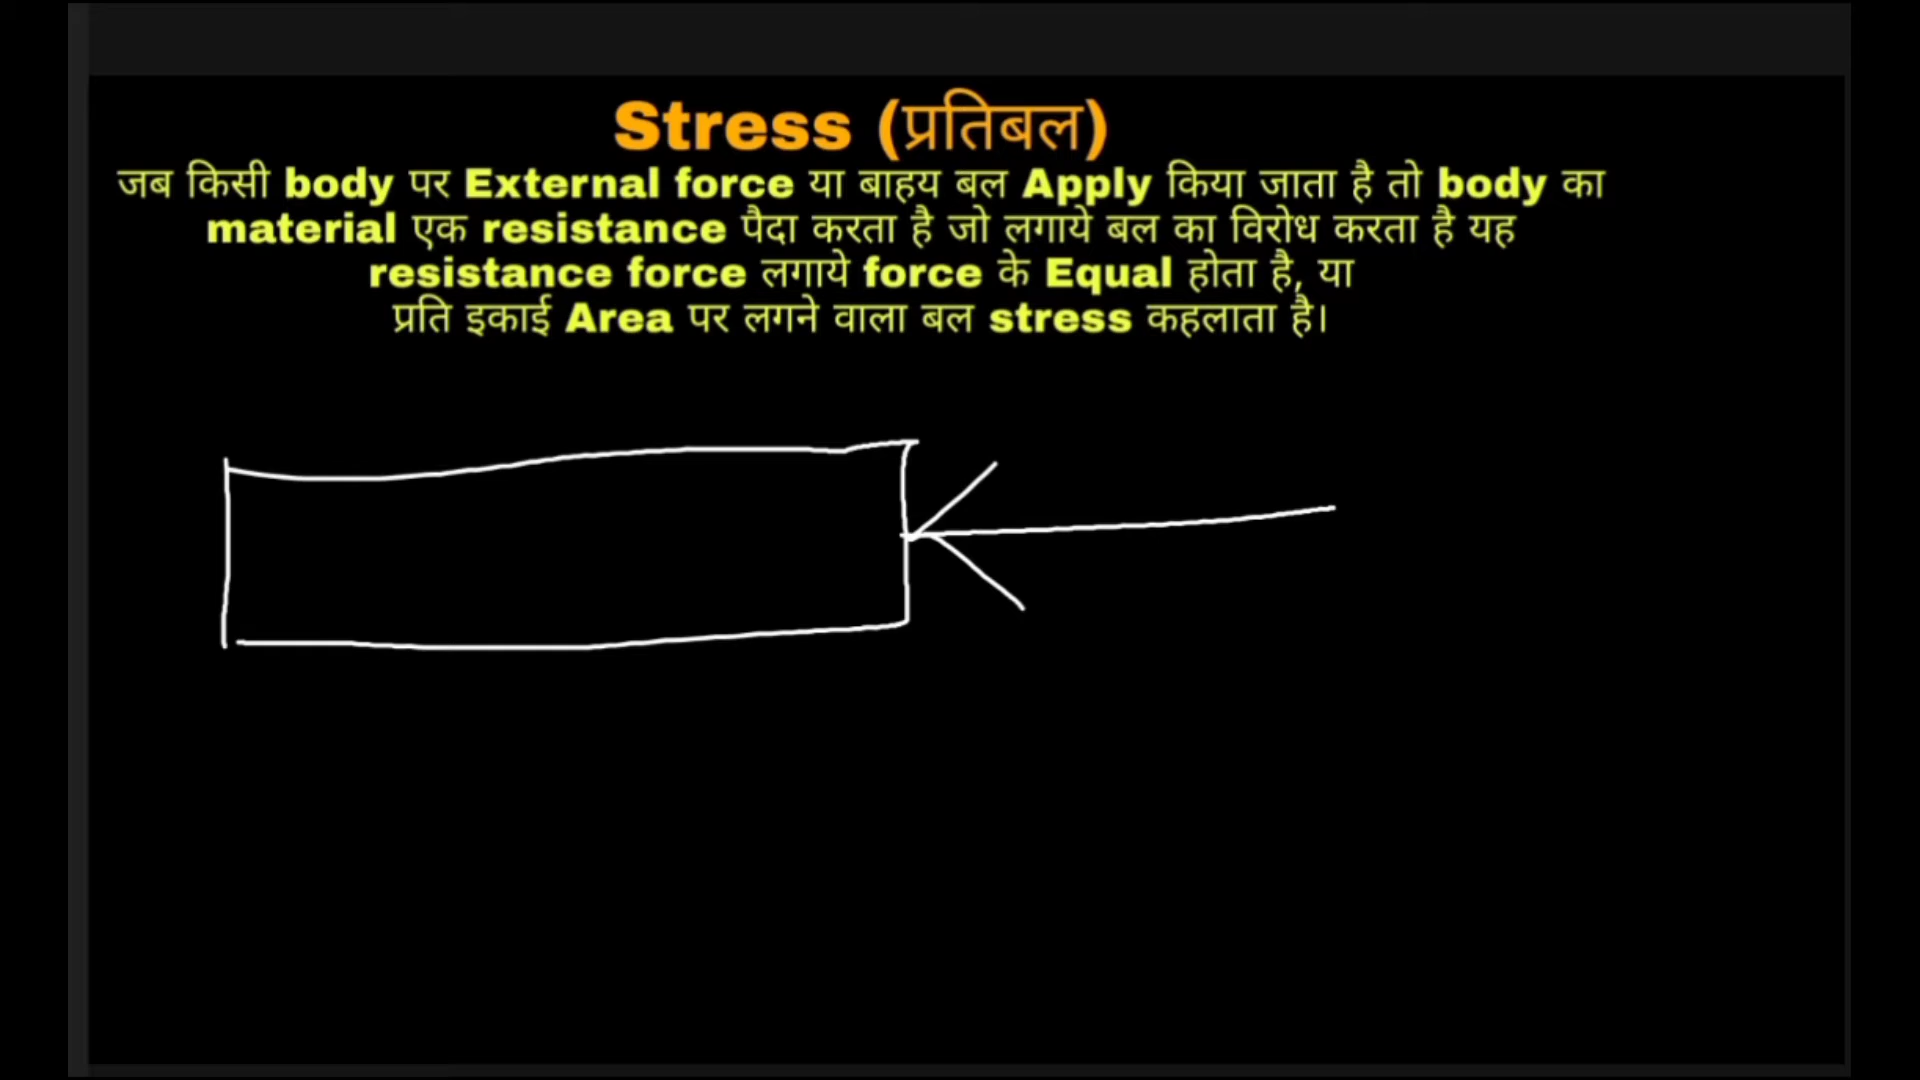 Stress (प्रतिबल)
जब किसी body पर External force या बाहय बल Apply किया जाता है तो body का
material एक resistance पैदा करता है जो लगाये बल का विरोध करता है यह
resistance force लगाये force के Equal होता है, या
प्रति इकाई Area पर लगने वाला बल stress कहलाता है।